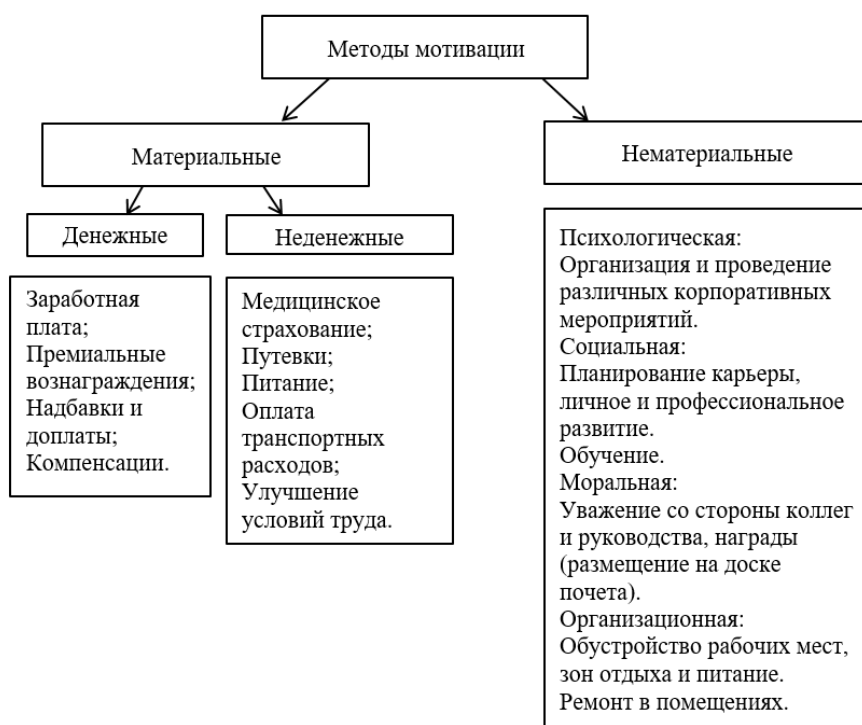 Методы мотивации
Материальные
Нематериальные
Денежные
Неденежные
Заработная
плата;
Премиальные
вознаграждения;
Надбавки и
доплаты;
Компенсации.
Медицинское
страхование;
Путевки;
Питание;
Оплата
транспортных
расходов;
Улучшение
условий труда.
Психологическая:
Организация и проведение
различных корпоративных
мероприятий.
Социальная:
Планирование карьеры,
личное и профессиональное
развитие.
Обучение.
Моральная:
Уважение со стороны коллег
и руководства, награды
(размещение на доске
почета).
Организационная:
Обустройство рабочих мест,
зон отдыха и питание.
Ремонт в помещениях.